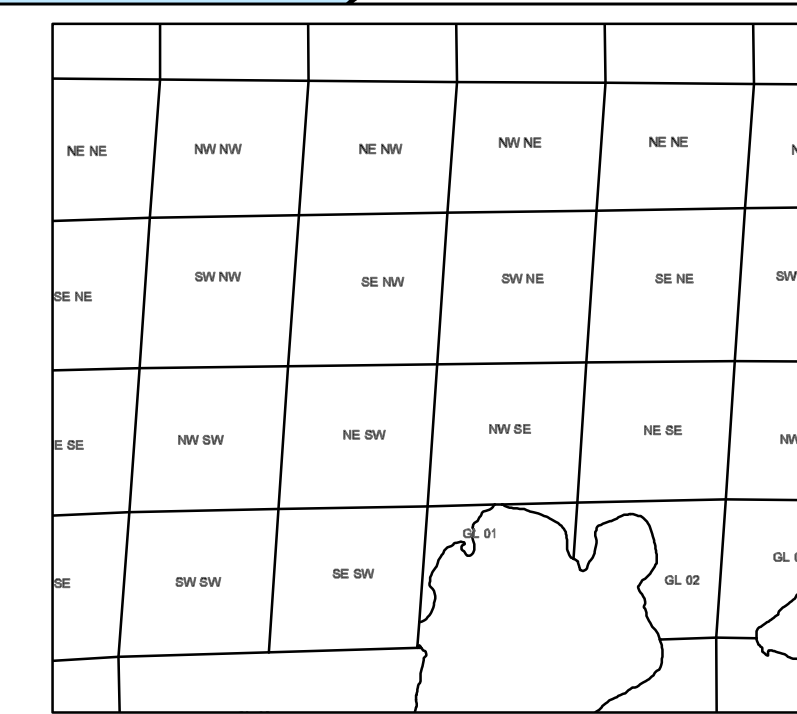 NE NE
NW NW
NE NW
NW NE
NE NE
SE NE
SW NW
SE NW
SW NE
SE NE
SW
E SE
NW SW
NE SW
NW SE
NE SE
NW
SE
SW SW
SE SW
GL 01
GL 02
GL